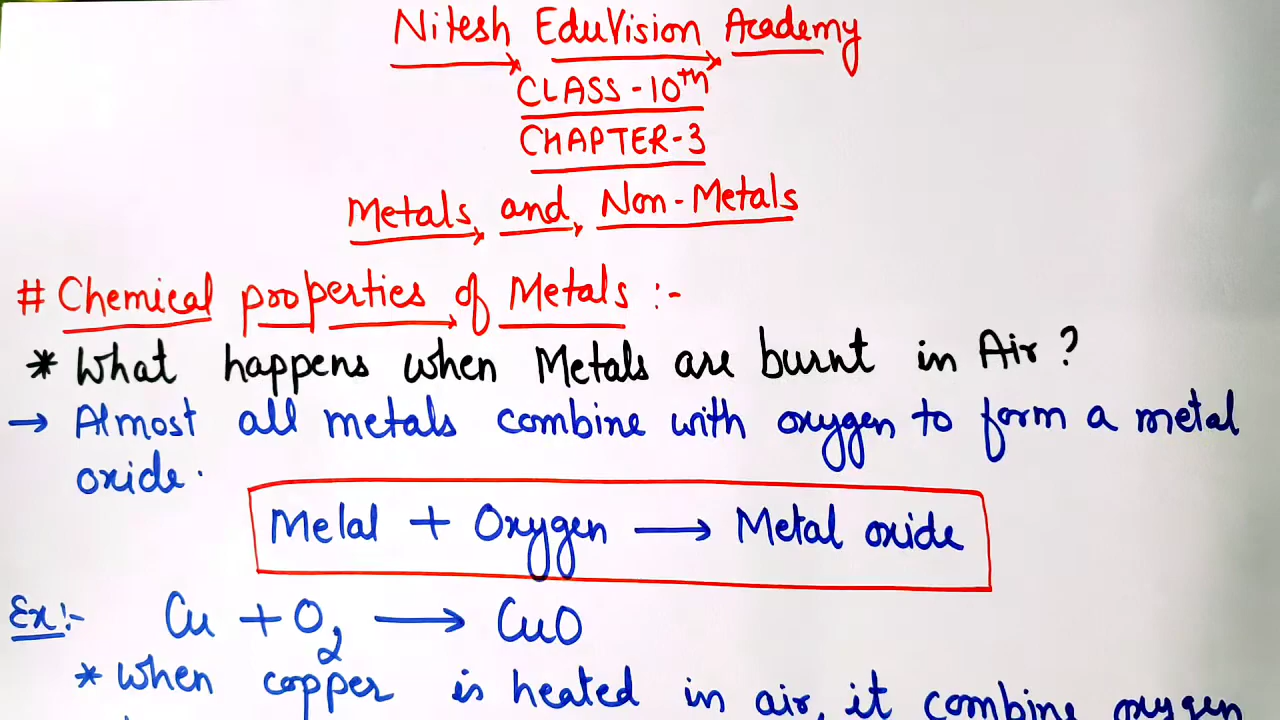 Nitesh EduVision Academy
CLASS-10th
CHAPTER-3
Metals and Non-Metals
# Chemical properties of Metals :-
* What happens when Metals are burnt in Air ?
→ Almost all metals combine with oxygen to form a metal
oxide.
Melal + Oxygen → Metal oxide
Ex:- Cu + O₂ → CuO
* When copper is heated in air, it combine oxygen